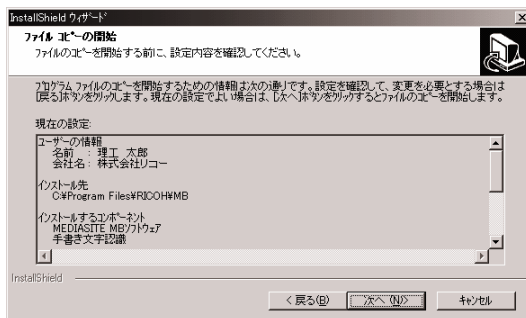 InstallShield ウィザード
ファイル コピーの開始
ファイルのコピーを開始する前に、設定内容を確認してください。
プログラム ファイルのコピーを開始するための情報は次の通りです。設定を確認して、変更を必要とする場合は
[戻る]ボタンをクリックします。現在の設定でよい場合は、[次へ]ボタンをクリックするとファイルのコピーを開始します。
現在の設定:
ユーザーの情報
名前 : 理工 太郎
会社名 : 株式会社リコー
インストール先
C:¥Program Files¥RICOH¥MB
インストールするコンポーネント
MEDIASITE MBソフトウェア
手書き文字認識
InstallShield
< 戻る(B)
次へ (N)>
キャンセル